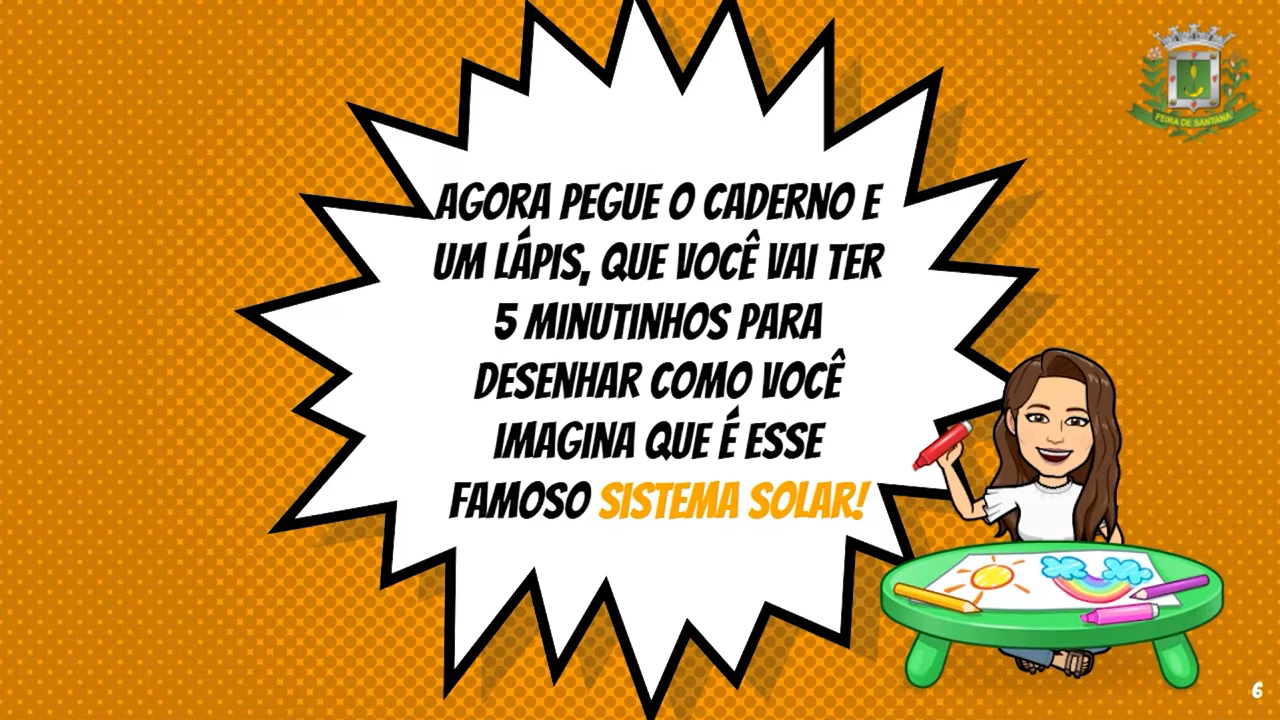 FEIRA DE SANTANA
AGORA PEGUE O CADERNO E
UM LÁPIS, QUE VOCÊ VAI TER
5 MINUTINHOS PARA
DESENHAR COMO VOCÊ
IMAGINA QUE É ESSE
FAMOSO SISTEMA SOLAR!
6